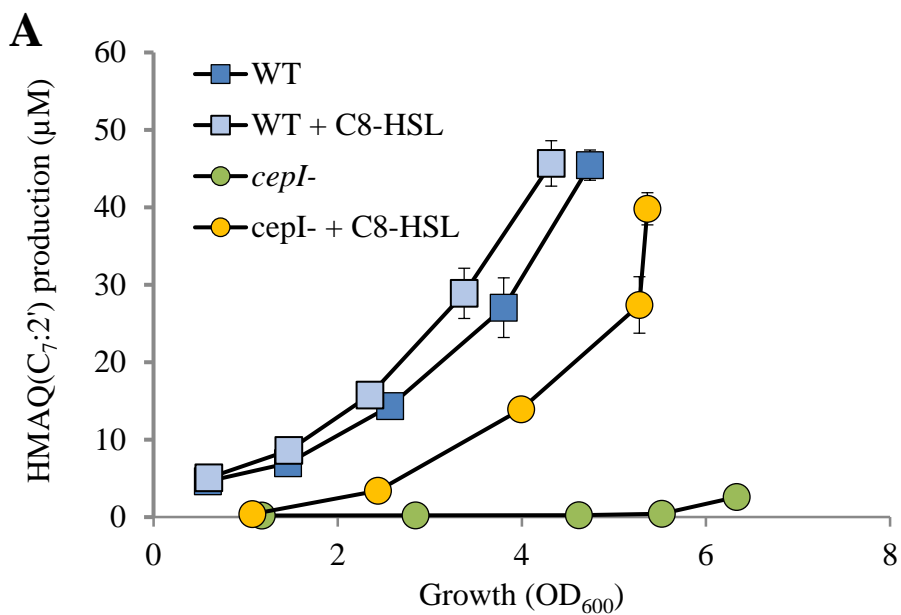 A
60
50
40
30
20
10
0
HMAQ(C₇:2') production (µM)
WT
WT + C8-HSL
cepI-
cepI- + C8-HSL
0 2 4 6 8
Growth (OD₆₀₀)